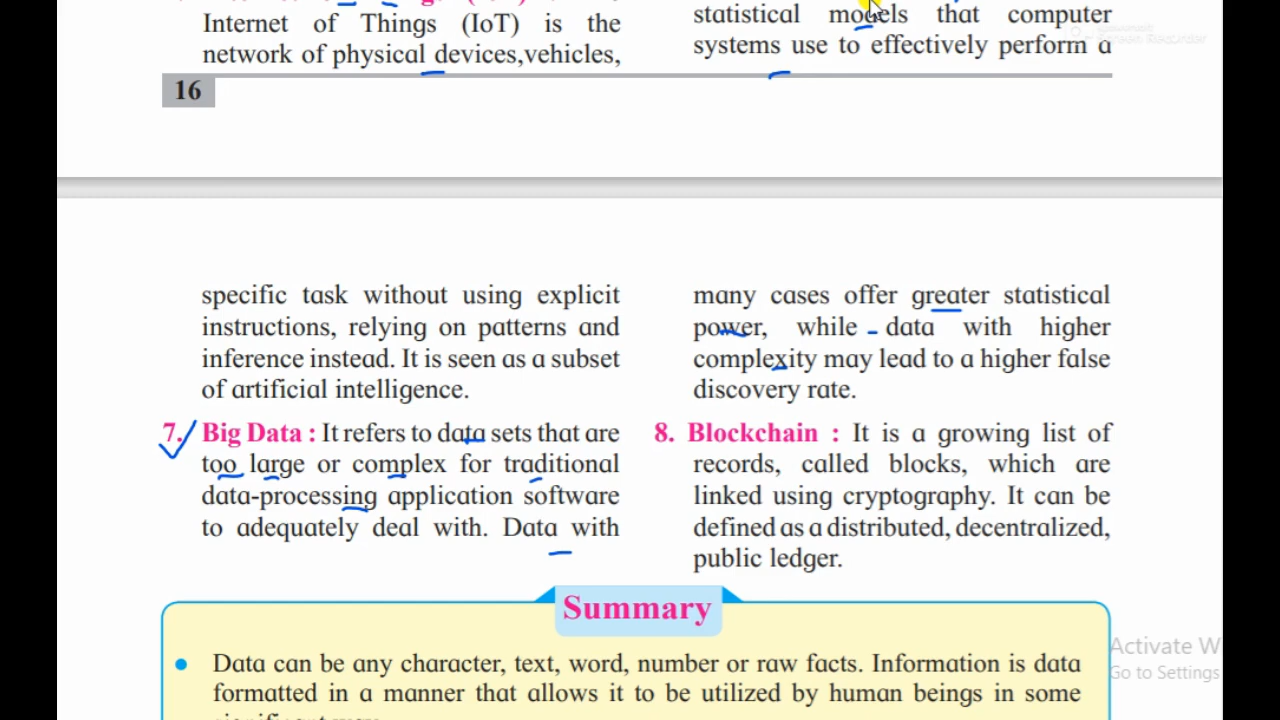 Internet of Things (IoT) is the
network of physical devices,vehicles,
statistical models that computer
systems use to effectively perform a
16
specific task without using explicit
instructions, relying on patterns and
inference instead. It is seen as a subset
of artificial intelligence.
7. Big Data : It refers to data sets that are
too large or complex for traditional
data-processing application software
to adequately deal with. Data with
many cases offer greater statistical
power, while data with higher
complexity may lead to a higher false
discovery rate.
8. Blockchain : It is a growing list of
records, called blocks, which are
linked using cryptography. It can be
defined as a distributed, decentralized,
public ledger.
Summary
Data can be any character, text, word, number or raw facts. Information is data
formatted in a manner that allows it to be utilized by human beings in some
Activate W
Go to Settings